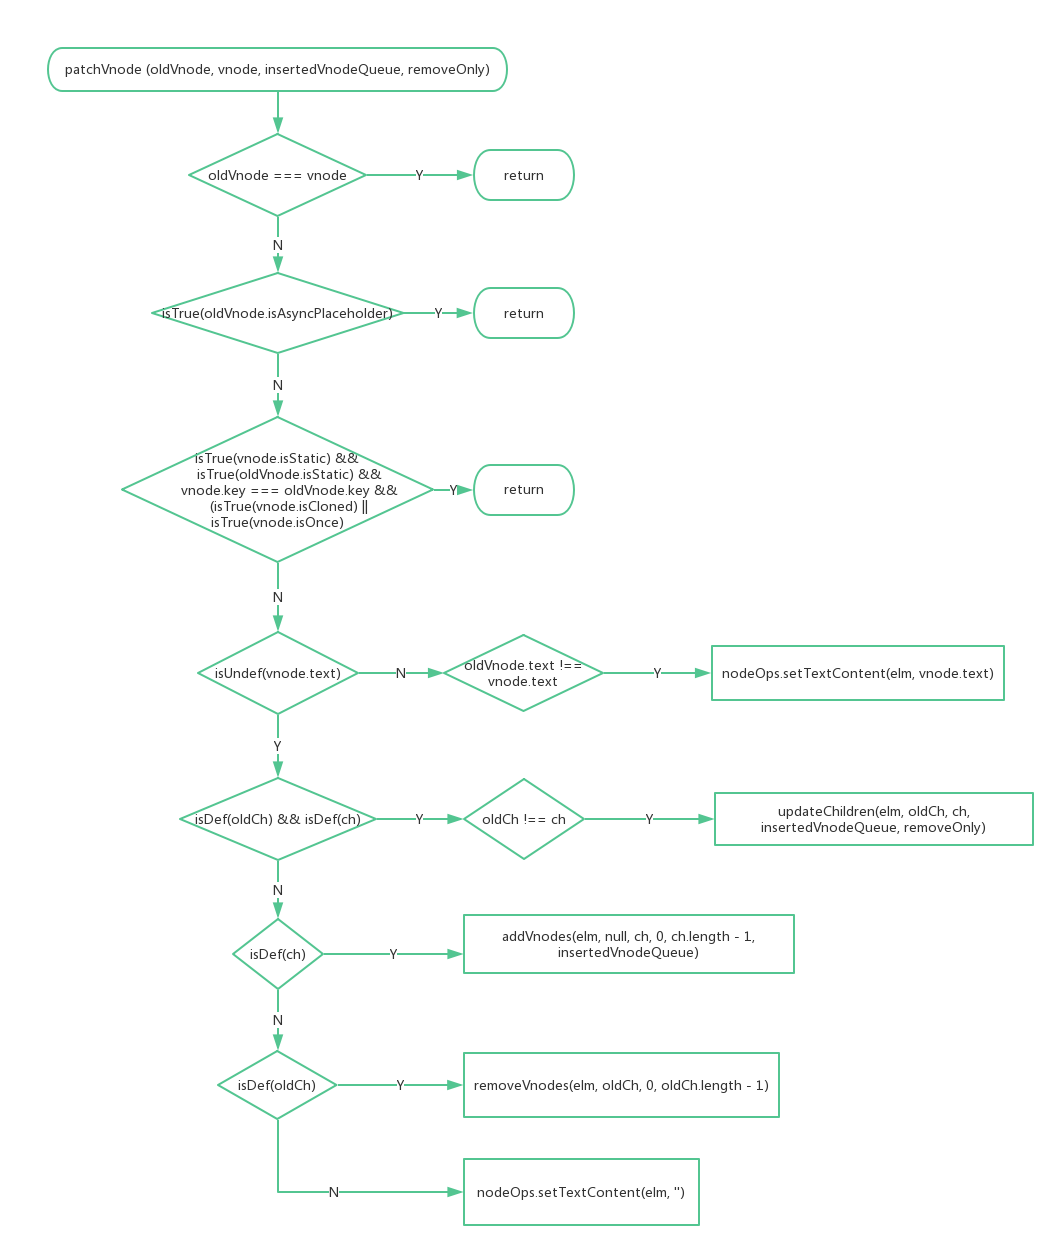 patchVnode (oldVnode, vnode, insertedVnodeQueue, removeOnly)
oldVnode === vnode
Y
return
N
isTrue(oldVnode.isAsyncPlaceholder)
Y
return
N
isTrue(vnode.isStatic) &&
isTrue(oldVnode.isStatic) &&
vnode.key === oldVnode.key &&
(isTrue(vnode.isCloned) ||
isTrue(vnode.isOnce)
Y
return
N
isUndef(vnode.text)
N
oldVnode.text !==
vnode.text
Y
nodeOps.setTextContent(elm, vnode.text)
Y
isDef(oldCh) && isDef(ch)
Y
oldCh !== ch
Y
updateChildren(elm, oldCh, ch,
insertedVnodeQueue, removeOnly)
N
isDef(ch)
Y
addVnodes(elm, null, ch, 0, ch.length - 1,
insertedVnodeQueue)
N
isDef(oldCh)
Y
removeVnodes(elm, oldCh, 0, oldCh.length - 1)
N
nodeOps.setTextContent(elm, '')